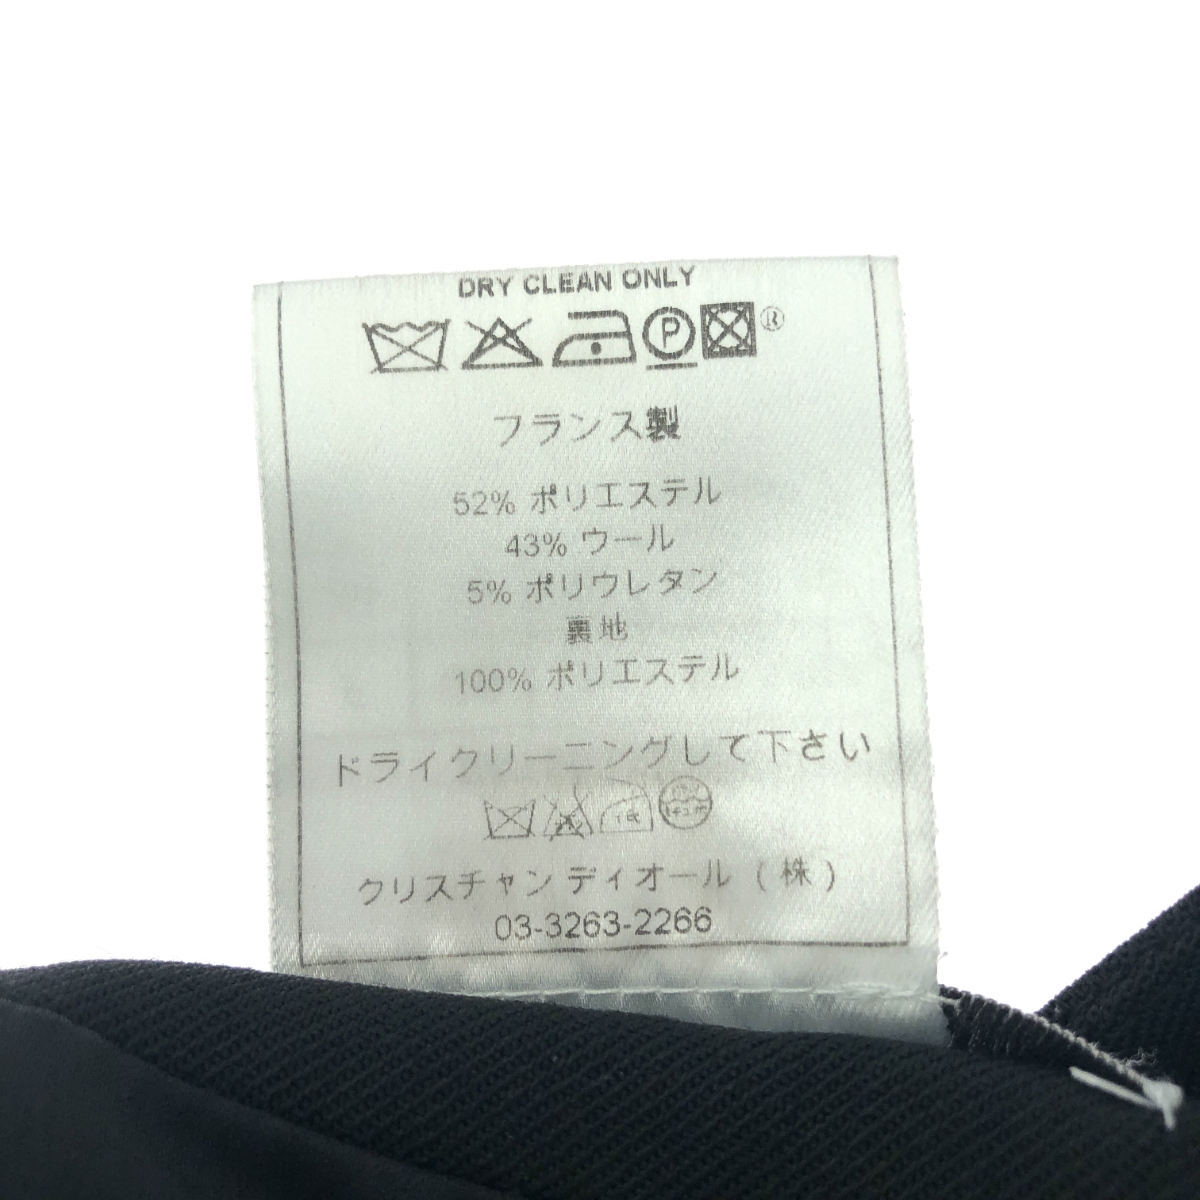 DRY CLEAN ONLY
P ®
フランス製
52% ポリエステル
43% ウール
5% ポリウレタン
裏地
100% ポリエステル
ドライクリーニングして下さい
クリスチャン ディオール (株)
03-3263-2266